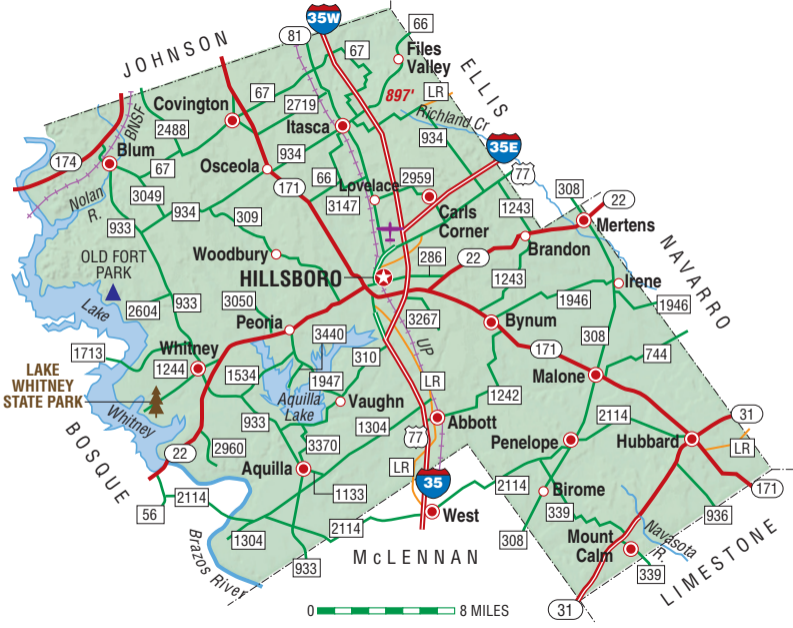 35W
81
66
67
Files
Valley
JOHNSON
ELLIS
897'
LR
Covington
67
2719
Richland Cr
BNSF
2488
Itasca
934
35E
Blum
174
67
Osceola
934
77
171
66
Lovelace
2959
308
22
3049
Nolan
R.
934
3147
Carls
Corner
1243
Mertens
309
933
Brandon
OLD FORT
PARK
Woodbury
286
22
NAVARRO
HILLSBORO
1243
Irene
Lake
2604
933
3050
1946
1946
Peoria
3267
Bynum
3440
UP
308
1713
Whitney
310
171
744
LAKE
WHITNEY
STATE PARK
1244
1534
1947
LR
Malone
Aquilla
Lake
Vaughn
1242
Whitney
933
1304
Abbott
2114
31
BOSQUE
77
Penelope
Hubbard
LR
22
2960
3370
Aquilla
LR
35
171
1133
2114
Birome
56
2114
West
339
936
2114
Mount
Calm
Navasota
R.
1304
308
Brazos River
933
McLENNAN
339
LIMESTONE
31
0
8 MILES